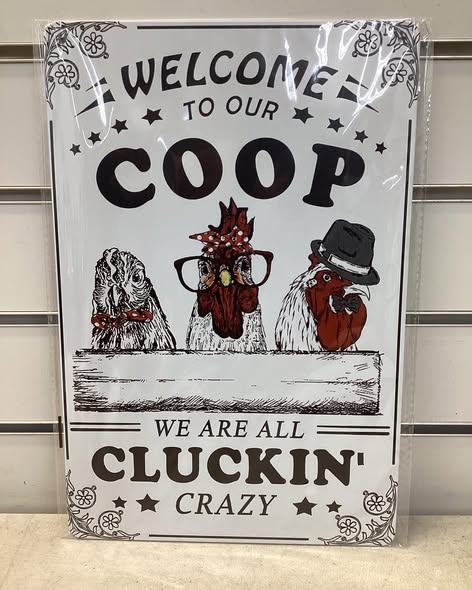 WELCOME
TO OUR
COOP
WE ARE ALL
CLUCKIN'
CRAZY